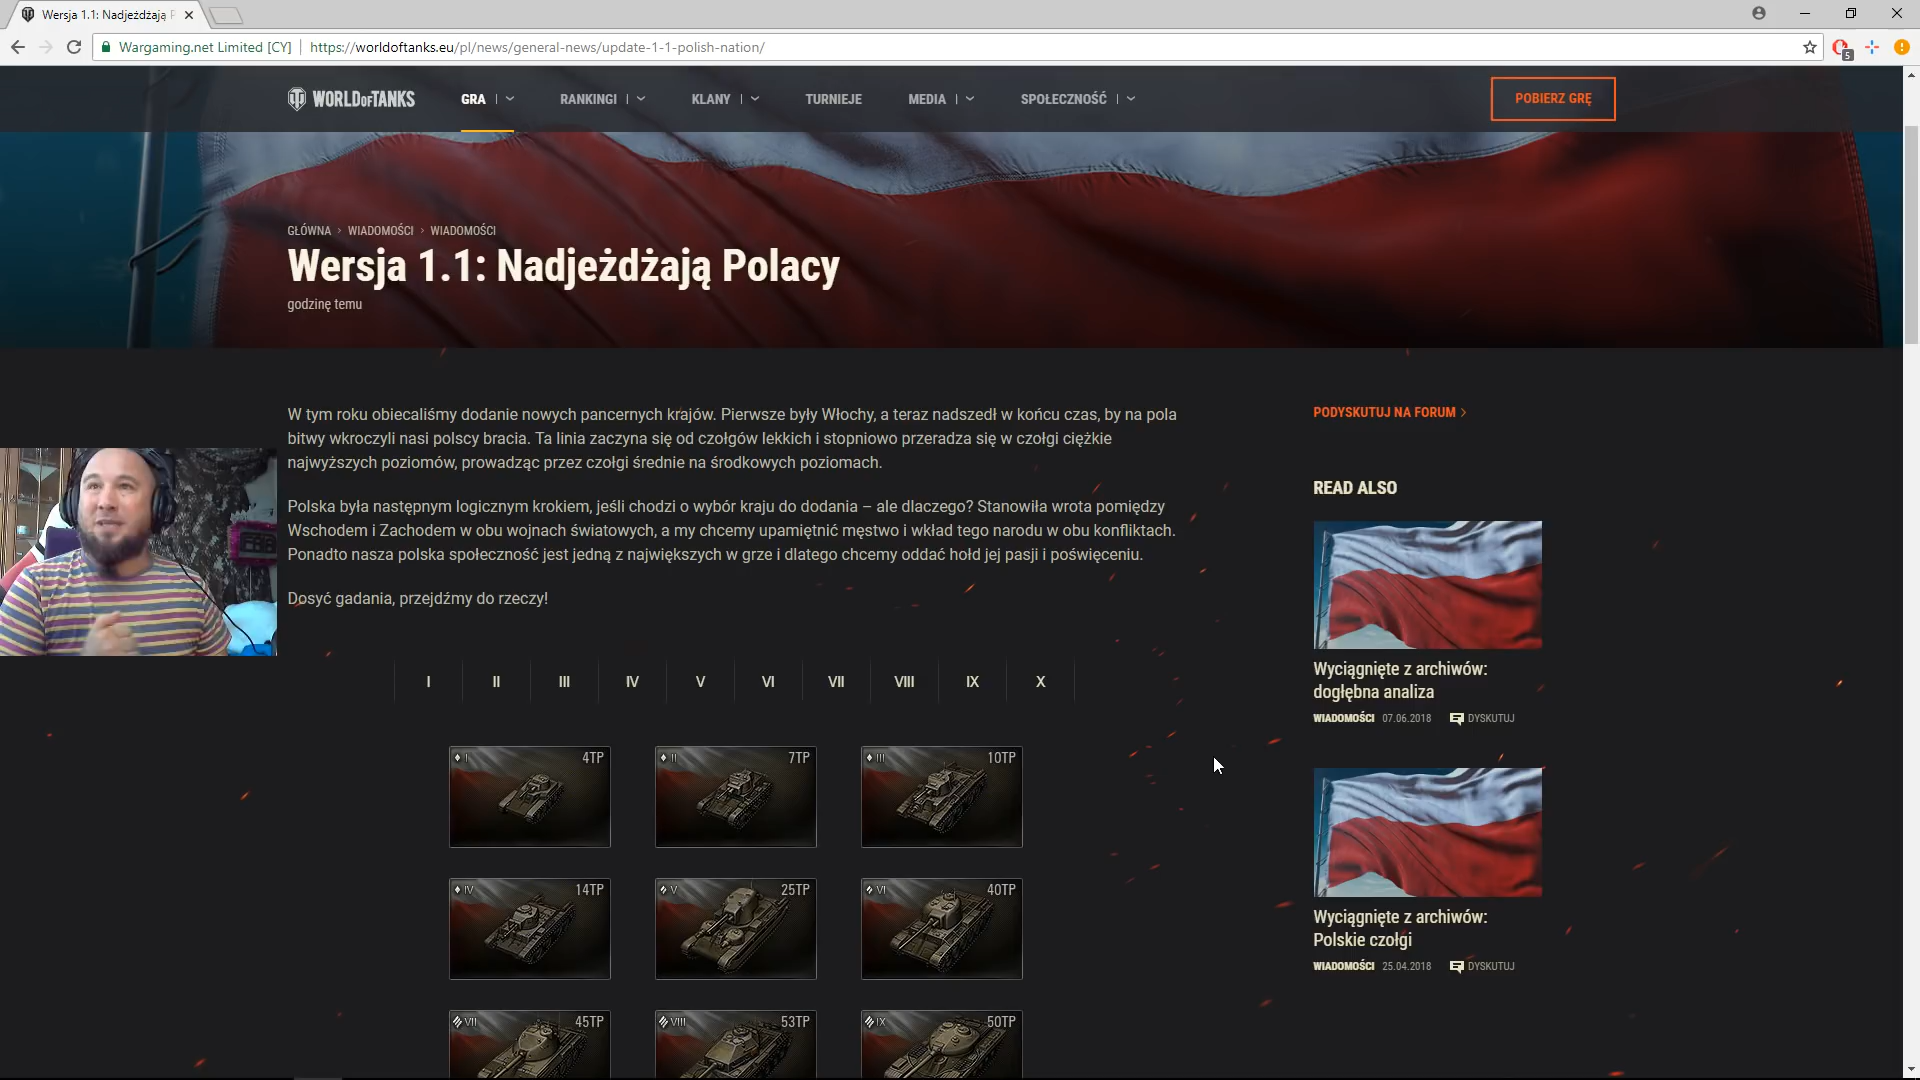 Wersja 1.1: Nadjeżdżają
Wargaming.net Limited [CY]
https://worldoftanks.eu/pl/news/general-news/update-1-1-polish-nation/
5
WORLD OF TANKS
GRA
RANKINGI
KLANY
TURNIEJE
MEDIA
SPOŁECZNOŚĆ
POBIERZ GRĘ
GŁÓWNA > WIADOMOŚCI > WIADOMOŚCI
Wersja 1.1: Nadjeżdżają Polacy
godzinę temu
W tym roku obiecaliśmy dodanie nowych pancernych krajów. Pierwsze były Włochy, a teraz nadszedł w końcu czas, by na pola
bitwy wkroczyli nasi polscy bracia. Ta linia zaczyna się od czołgów lekkich i stopniowo przeradza się w czołgi ciężkie
najwyższych poziomów, prowadząc przez czołgi średnie na środkowych poziomach.
Polska była następnym logicznym krokiem, jeśli chodzi o wybór kraju do dodania – ale dlaczego? Stanowiła wrota pomiędzy
Wschodem i Zachodem w obu wojnach światowych, a my chcemy upamiętnić męstwo i wkład tego narodu w obu konfliktach.
Ponadto nasza polska społeczność jest jedną z największych w grze i dlatego chcemy oddać hołd jej pasji i poświęceniu.
Dosyć gadania, przejdźmy do rzeczy!
I II III IV V VI VII VIII IX X
I 4TP
II 7TP
III 10TP
IV 14TP
V 25TP
VI 40TP
VII 45TP
VIII 53TP
IX 50TP
PODYSKUTUJ NA FORUM >
READ ALSO
Wyciągnięte z archiwów:
dogłębna analiza
WIADOMOŚCI 07.06.2018 DYSKUTUJ
Wyciągnięte z archiwów:
Polskie czołgi
WIADOMOŚCI 25.04.2018 DYSKUTUJ